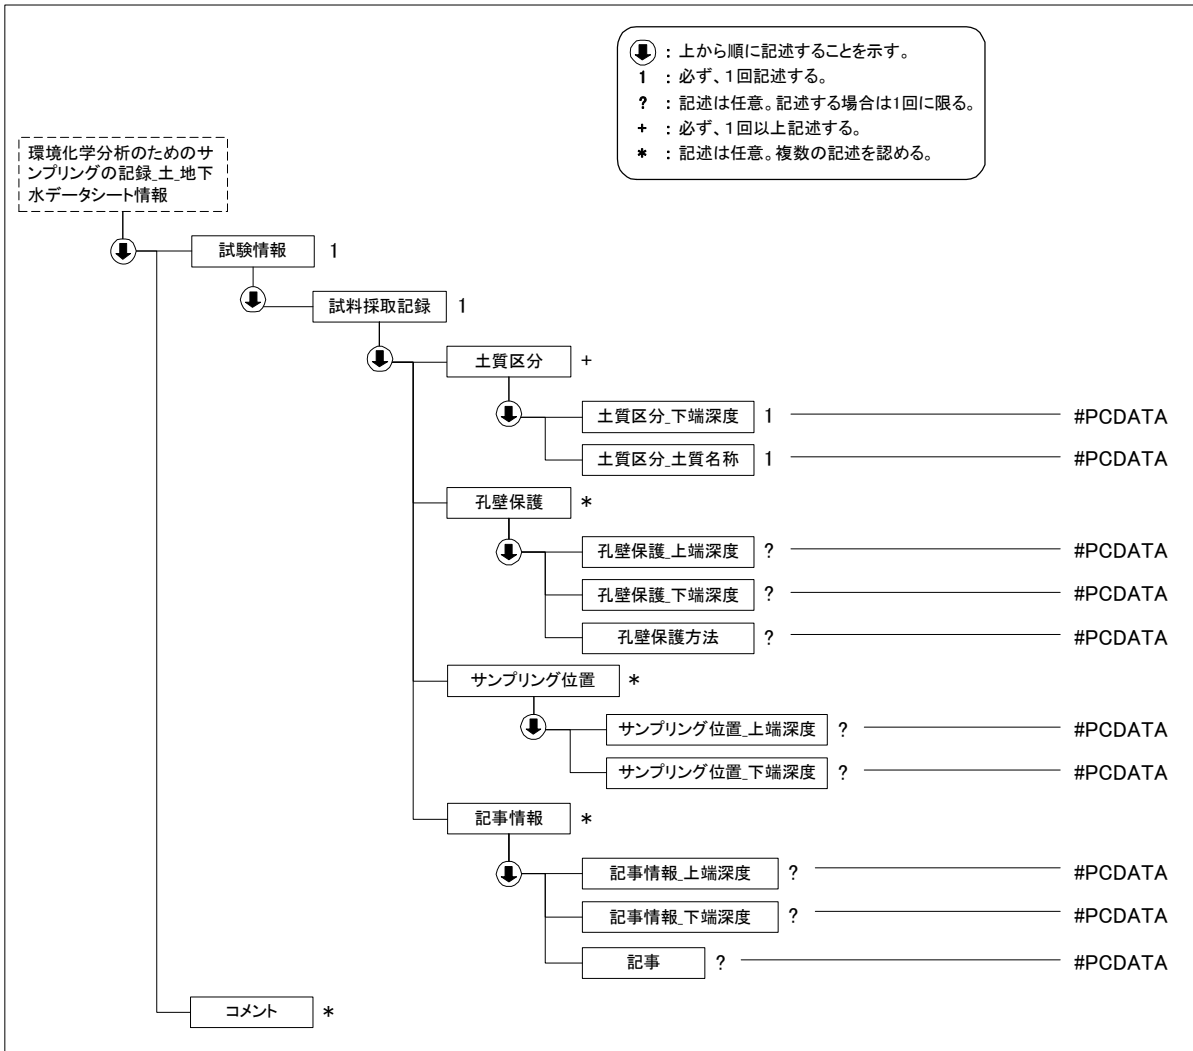 ：上から順に記述することを示す。
1 ：必ず、1回記述する。
? ：記述は任意。記述する場合は1回に限る。
+ ：必ず、1回以上記述する。
* ：記述は任意。複数の記述を認める。
環境化学分析のためのサ
ンプリングの記録_土_地下
水データシート情報
試験情報 1
試料採取記録 1
土質区分 +
土質区分_下端深度 1 #PCDATA
土質区分_土質名称 1 #PCDATA
孔壁保護 *
孔壁保護_上端深度 ? #PCDATA
孔壁保護_下端深度 ? #PCDATA
孔壁保護方法 ? #PCDATA
サンプリング位置 *
サンプリング位置_上端深度 ? #PCDATA
サンプリング位置_下端深度 ? #PCDATA
記事情報 *
記事情報_上端深度 ? #PCDATA
記事情報_下端深度 ? #PCDATA
記事 ? #PCDATA
コメント *